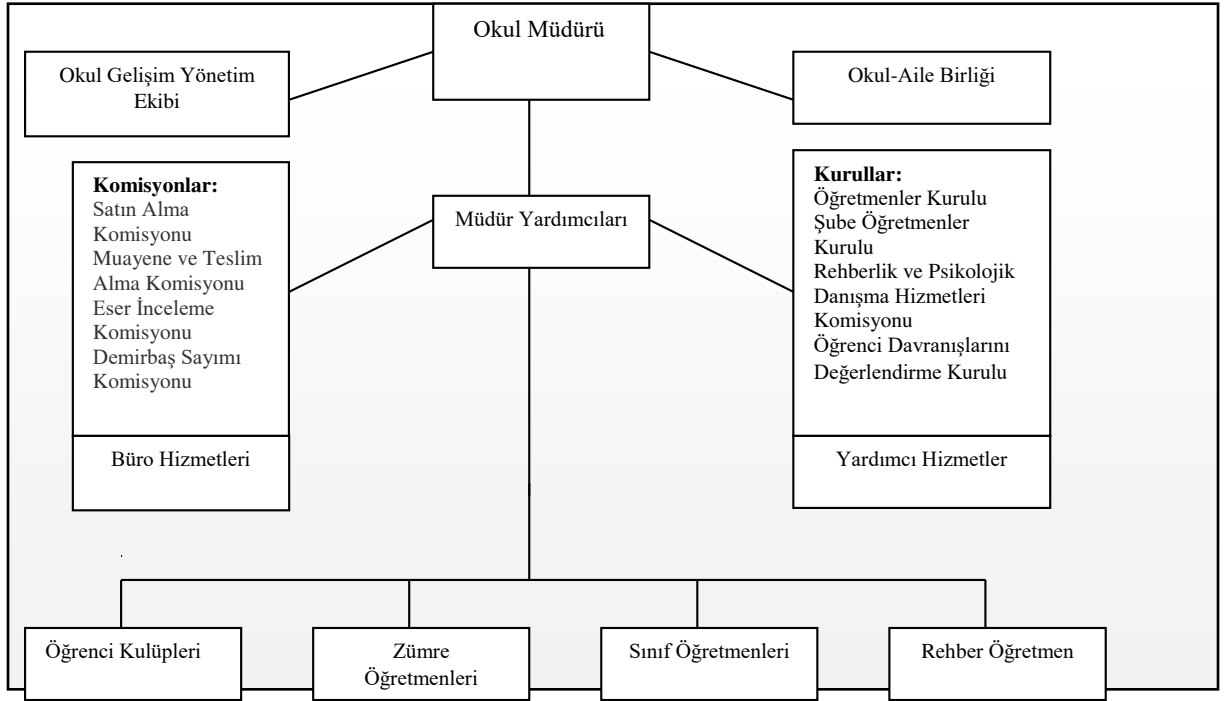 Okul Müdürü
Okul Gelişim Yönetim
Ekibi
Okul-Aile Birliği
Komisyonlar:
Satın Alma
Komisyonu
Muayene ve Teslim
Alma Komisyonu
Eser İnceleme
Komisyonu
Demirbaş Sayımı
Komisyonu
Müdür Yardımcıları
Kurullar:
Öğretmenler Kurulu
Şube Öğretmenler
Kurulu
Rehberlik ve Psikolojik
Danışma Hizmetleri
Komisyonu
Öğrenci Davranışlarını
Değerlendirme Kurulu
Büro Hizmetleri
Yardımcı Hizmetler
Öğrenci Kulüpleri
Zümre
Öğretmenleri
Sınıf Öğretmenleri
Rehber Öğretmen